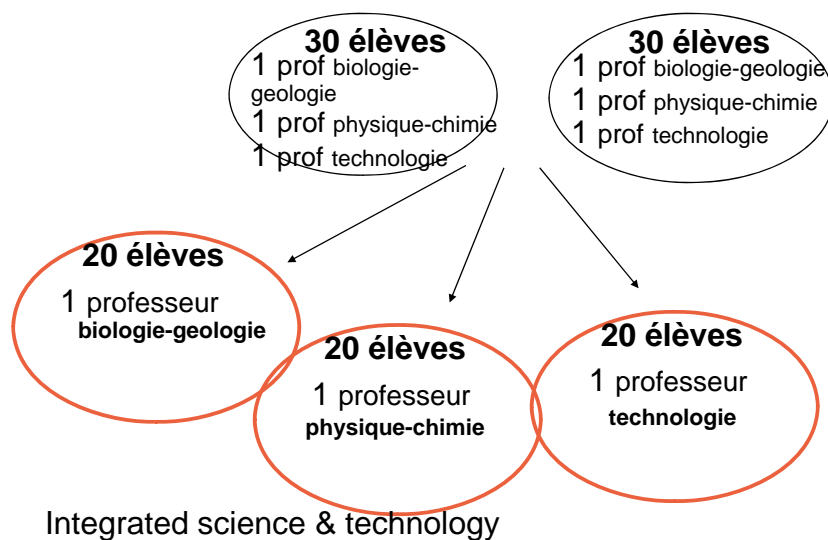 30 élèves
1 prof biologie-
geologie
1 prof physique-chimie
1 prof technologie
30 élèves
1 prof biologie-geologie
1 prof physique-chimie
1 prof technologie
20 élèves
1 professeur
biologie-geologie
20 élèves
1 professeur
physique-chimie
20 élèves
1 professeur
technologie
Integrated science & technology